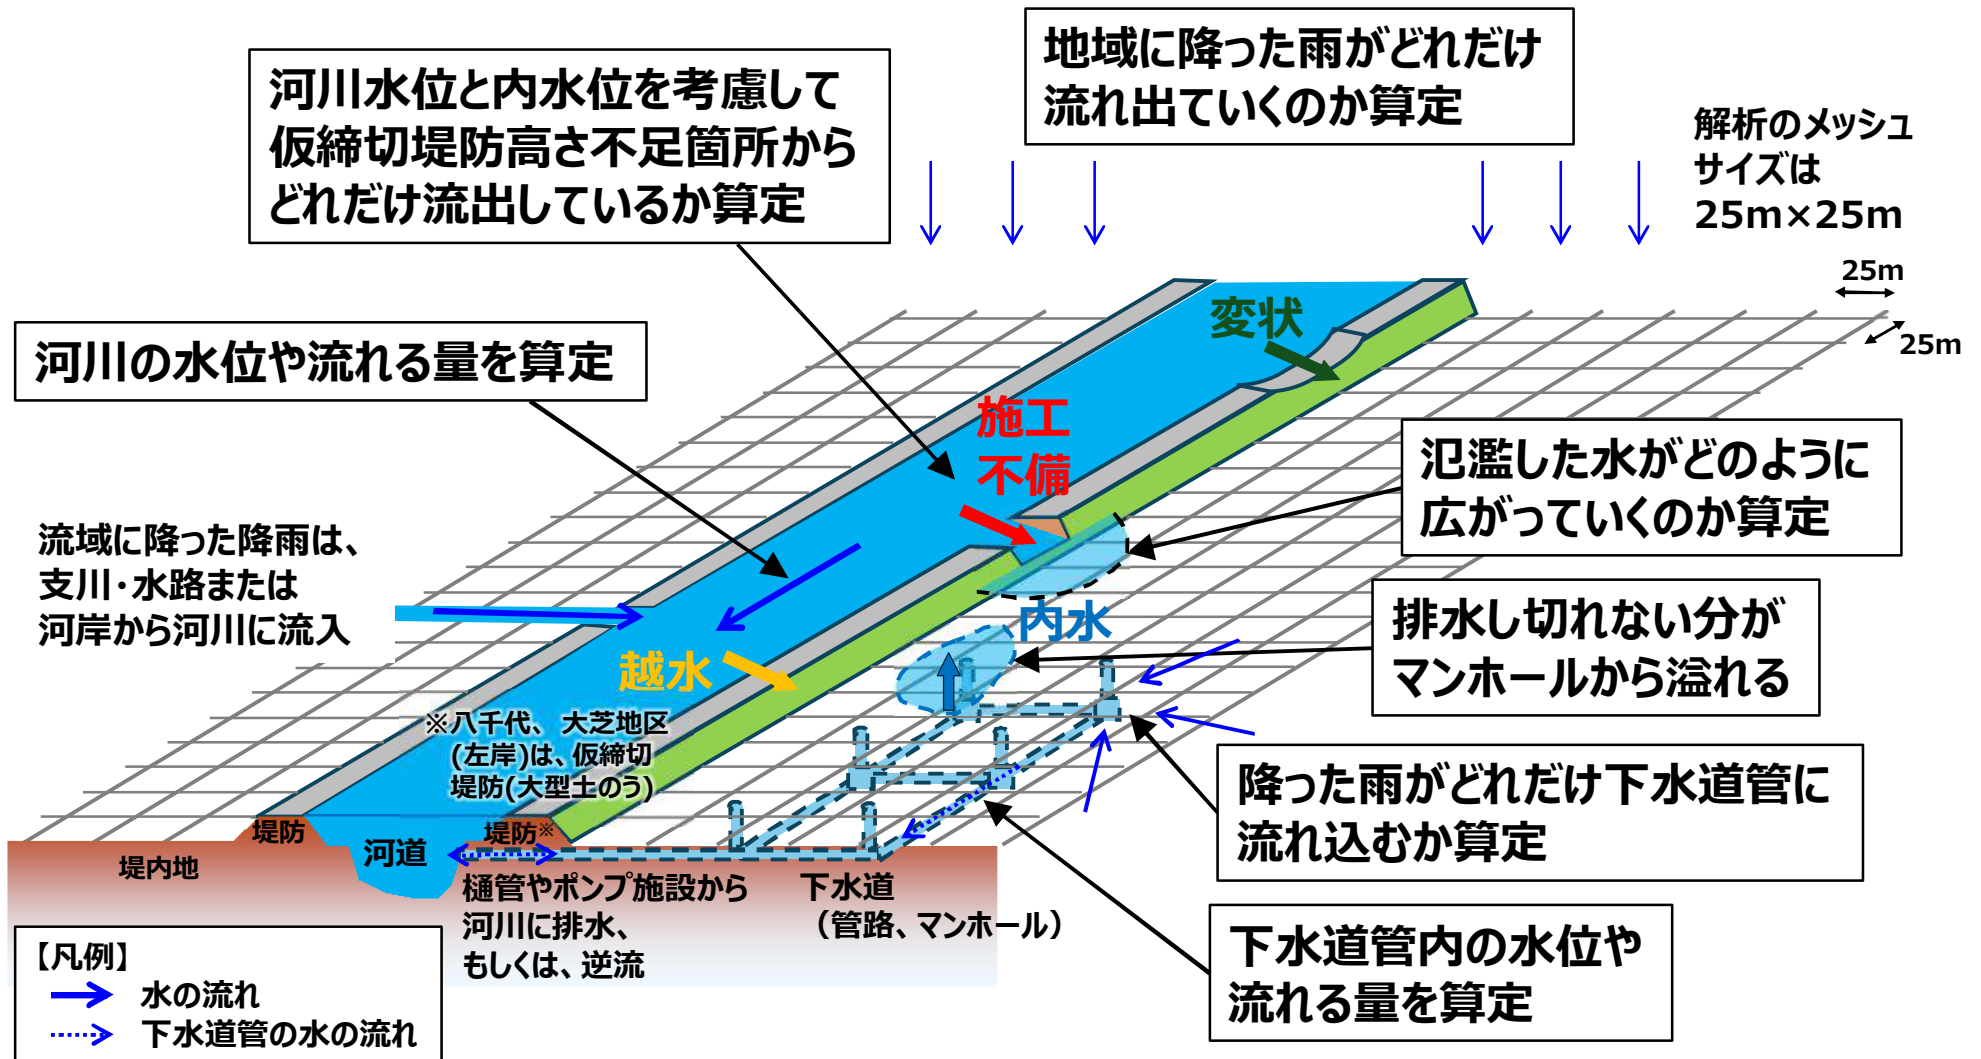 地域に降った雨がどれだけ
流れ出ていくのか算定
河川水位と内水位を考慮して
仮締切堤防高さ不足箇所から
どれだけ流出しているか算定
解析のメッシュ
サイズは
25m×25m
25m
25m
変状
河川の水位や流れる量を算定
施工
不備
氾濫した水がどのように
広がっていくのか算定
流域に降った降雨は、
支川・水路または
河岸から河川に流入
内水
排水し切れない分が
マンホールから溢れる
越水
※八千代、大芝地区
(左岸)は、仮締切
堤防(大型土のう)
降った雨がどれだけ下水道管に
流れ込むか算定
堤防
堤防※
河道
堤内地
樋管やポンプ施設から
河川に排水、
もしくは、逆流
下水道
（管路、マンホール）
下水道管内の水位や
流れる量を算定
【凡例】
水の流れ
下水道管の水の流れ